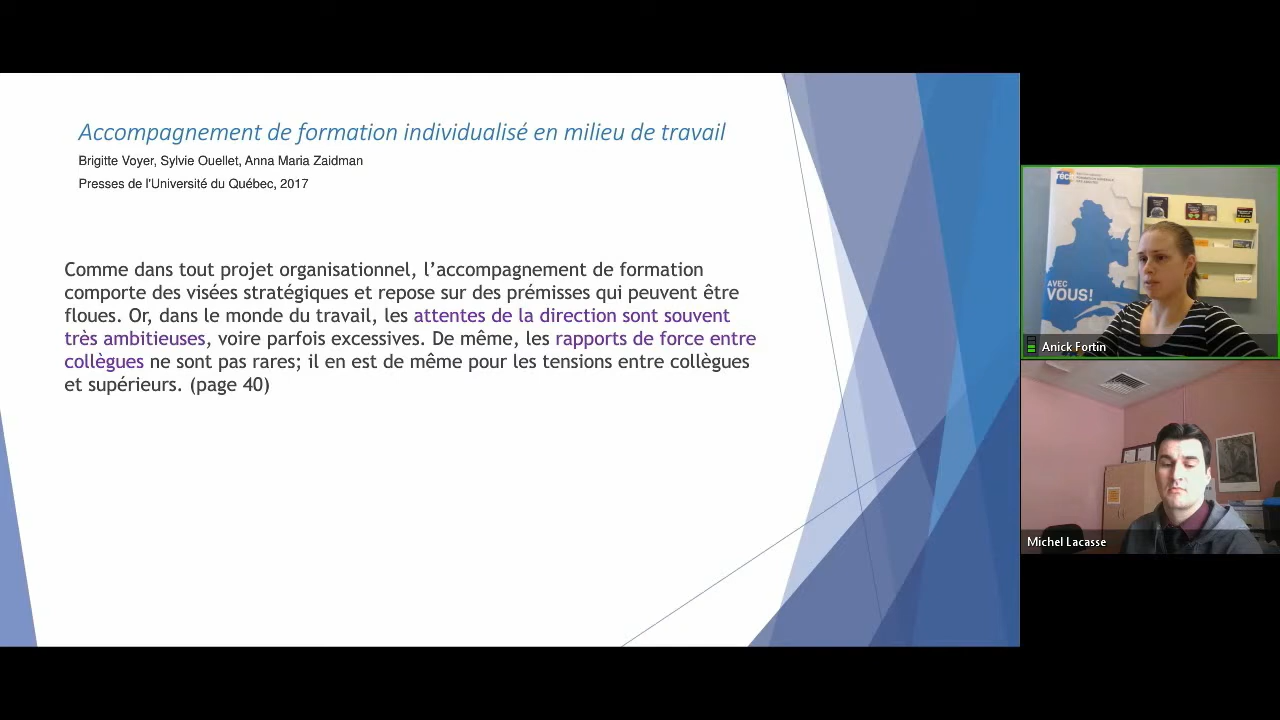 Accompagnement de formation individualisé en milieu de travail
Brigitte Voyer, Sylvie Ouellet, Anna Maria Zaidman
Presses de l'Université du Québec, 2017
Comme dans tout projet organisationnel, l’accompagnement de formation
comporte des visées stratégiques et repose sur des prémisses qui peuvent être
floues. Or, dans le monde du travail, les attentes de la direction sont souvent
très ambitieuses, voire parfois excessives. De même, les rapports de force entre
collègues ne sont pas rares; il en est de même pour les tensions entre collègues
et supérieurs. (page 40)
AVEC
VOUS!
Anick Fortin
Michel Lacasse